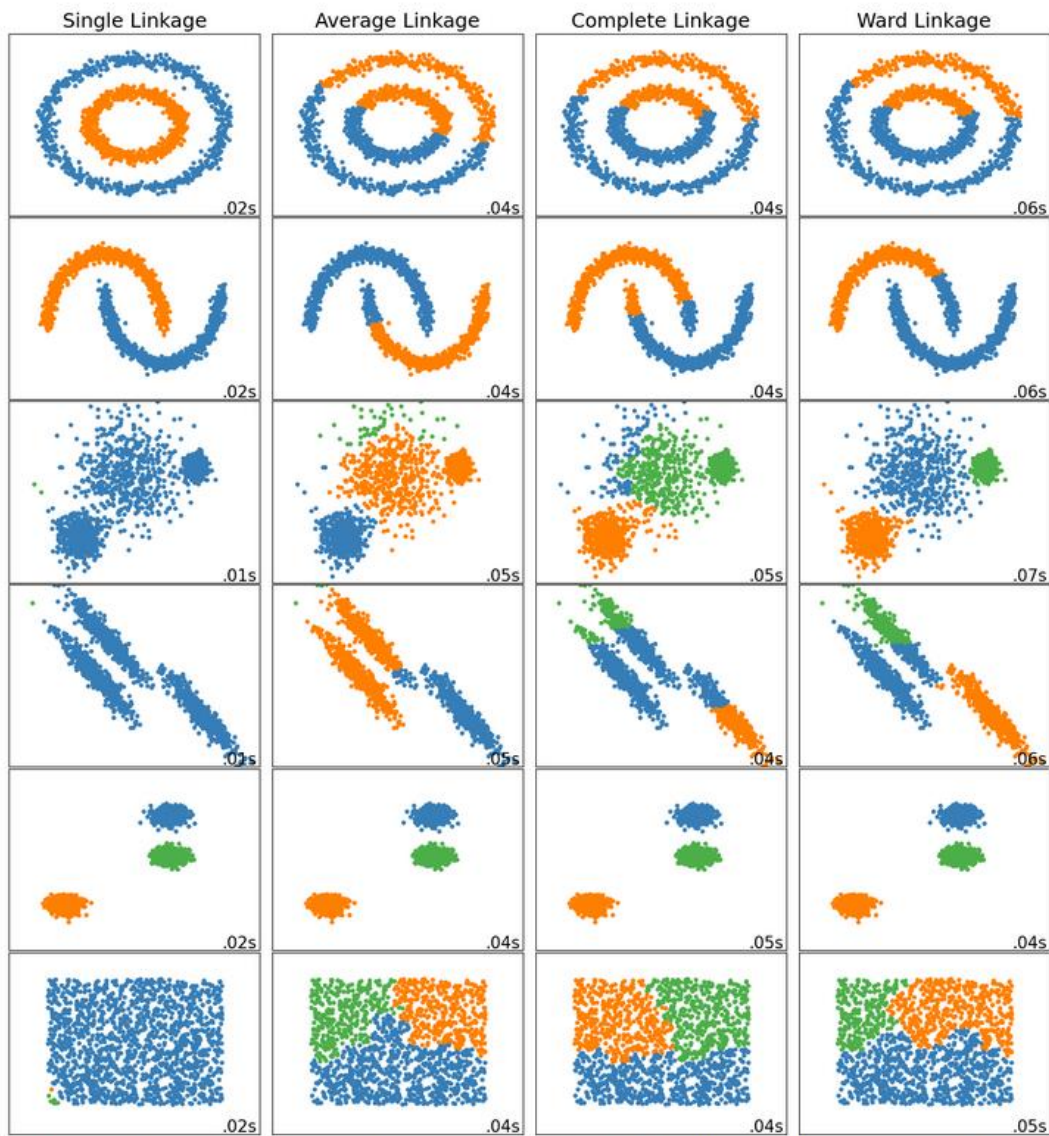 Single Linkage Average Linkage Complete Linkage Ward Linkage
.02s .04s .04s .06s
.02s .04s .04s .06s
.01s .05s .05s .07s
.01s .05s .04s .06s
.02s .04s .05s .04s
.02s .04s .04s .05s